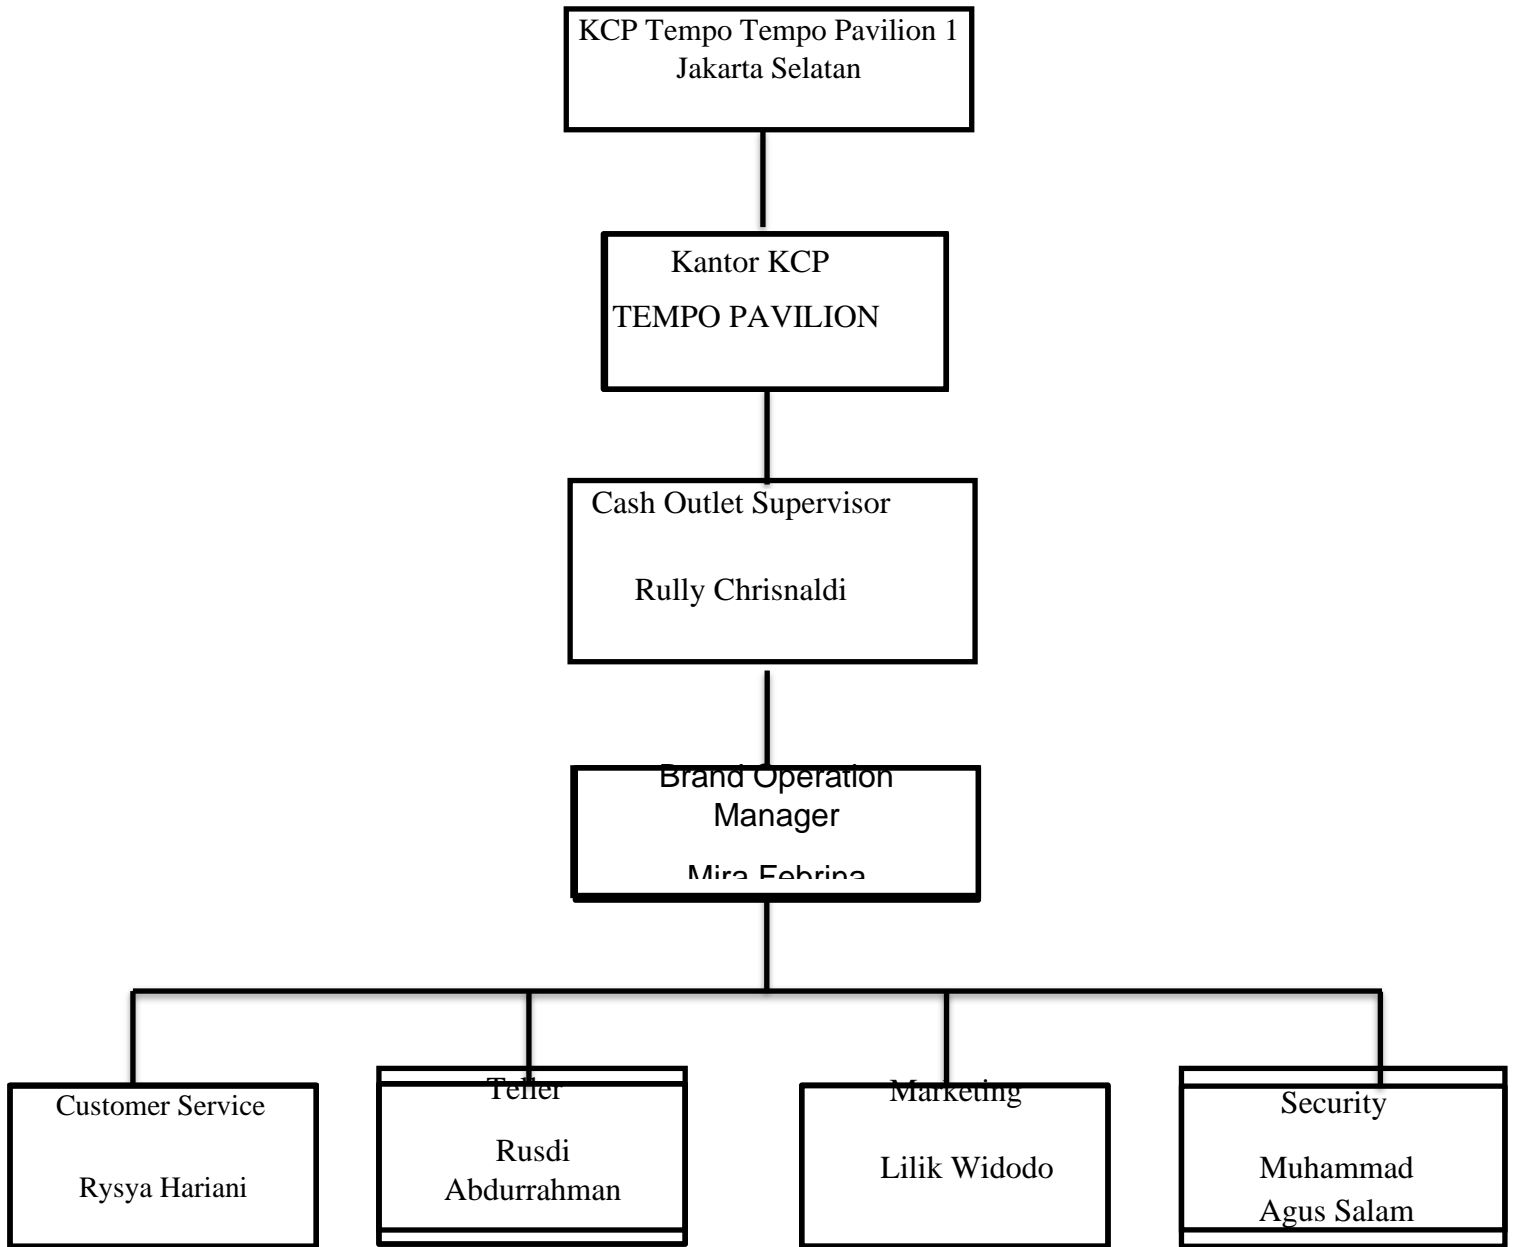 KCP Tempo Tempo Pavilion 1
Jakarta Selatan
Kantor KCP
TEMPO PAVILION
Cash Outlet Supervisor
Rully Chrisnaldi
Brand Operation
Manager
Mira Febrina
Customer Service
Rysya Hariani
Teller
Rusdi
Abdurrahman
Marketing
Lilik Widodo
Security
Muhammad
Agus Salam